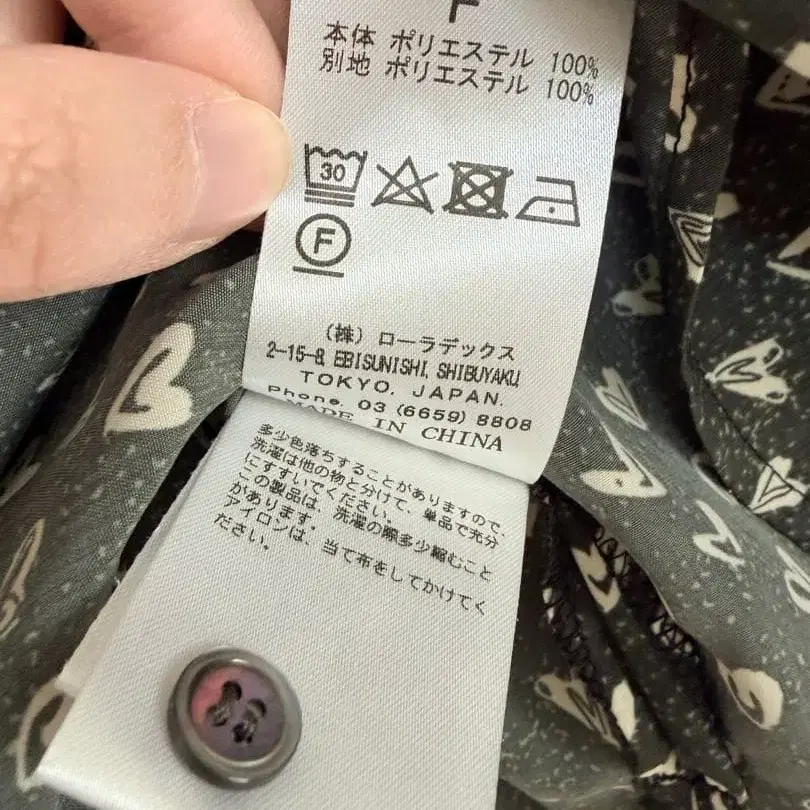 F
本体 ポリエステル 100%
別地 ポリエステル 100%
30
F
(株) ローラデックス
2-15-8, EBISUNISHI, SHIBUYAKU,
TOKYO, JAPAN.
Phone. 03 (6659) 8808
MADE IN CHINA
多少色落ちすることがありますので、
洗濯は他の物と分けて、単品で充分
にすすいでください。
この製品は、洗濯の際多少縮むこと
があります。
アイロンは、当て布をしてかけてく
ださい。